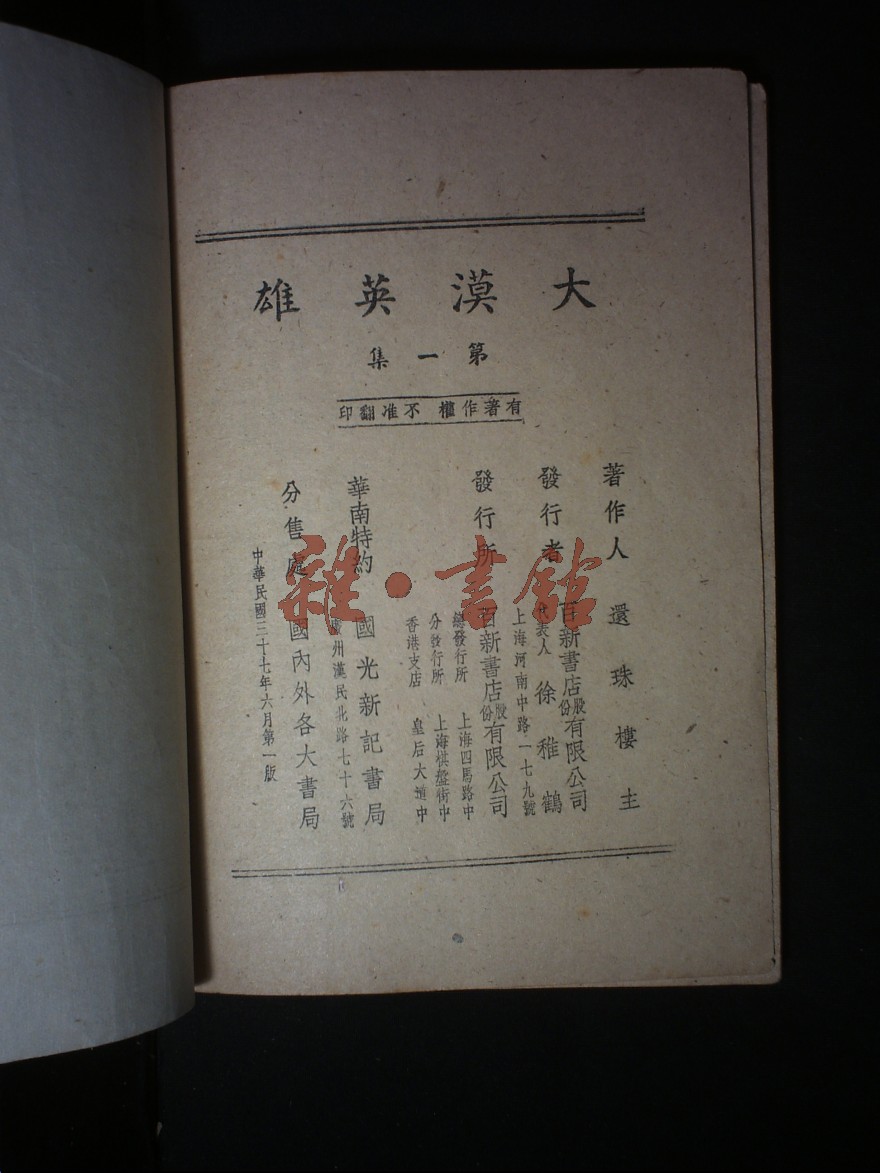 大漠英雄
第一集
有著作權 不准翻印
著作人 還珠樓主
發行者 百新書店股份有限公司
代表人 徐稚鶴
上海河南中路一七九號
發行所 百新書店股份有限公司
總發行所 上海四馬路中
分發行所 上海棋盤街中
香港支店 皇后大道中
華南特約 國光新記書局
廣州漢民北路七十六號
分售處 國內外各大書局
中華民國三十七年六月第一版
雜·書館